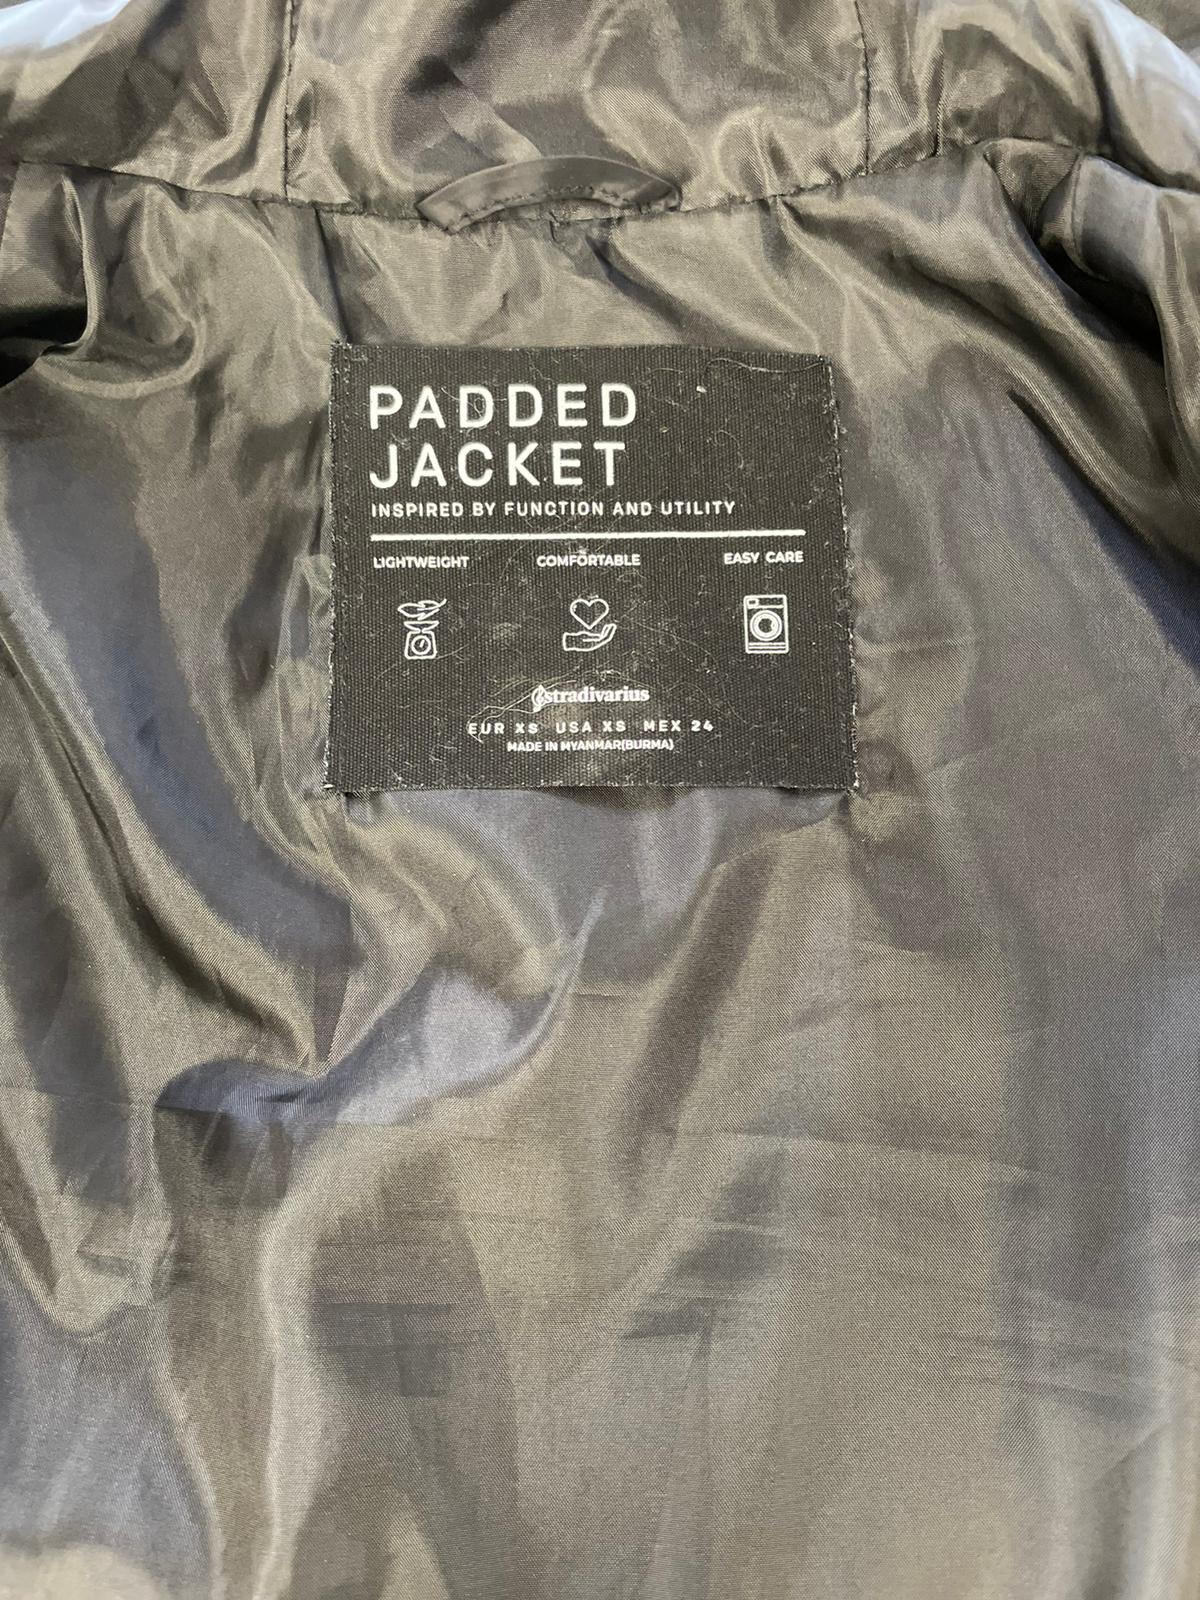 PADDED
JACKET
INSPIRED BY FUNCTION AND UTILITY
LIGHTWEIGHT COMFORTABLE EASY CARE
stradivarius
EUR XS USA XS MEX 24
MADE IN MYANMAR(BURMA)